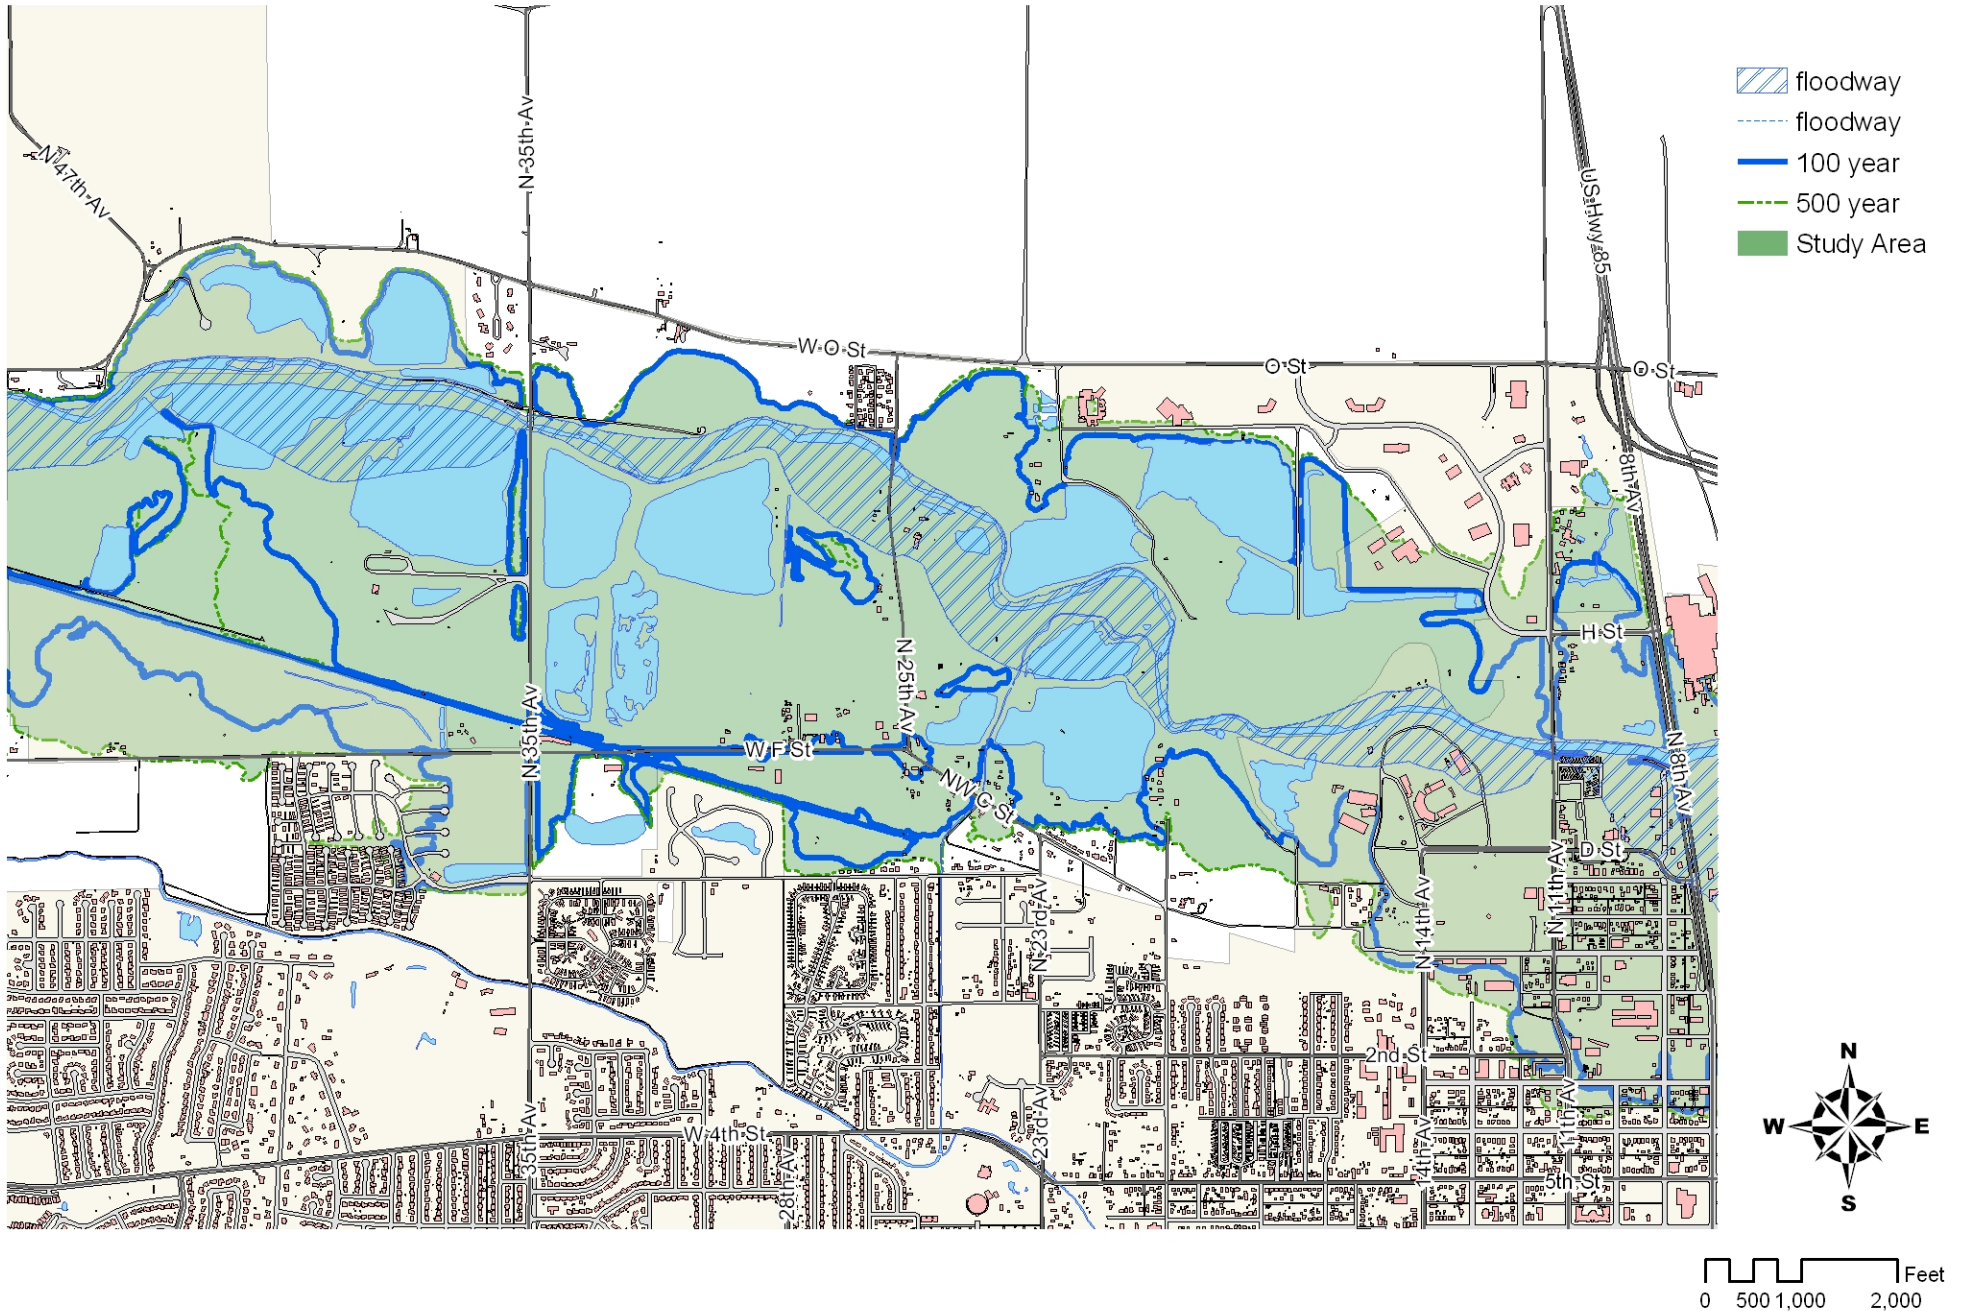 floodway
floodway
100 year
500 year
Study Area
N 47th Av
N 35th Av
US Hwy 85
W O St
O St
O St
8th Av
H St
N 25th Av
N 35th Av
W F St
NW C St
N 8th Av
D St
N 11th Av
N 14th Av
N 23rd Av
2nd St
W 4th St
35th Av
28th Av
23rd Av
14th Av
11th Av
5th St
N
W
E
S
Feet
0 500 1,000 2,000